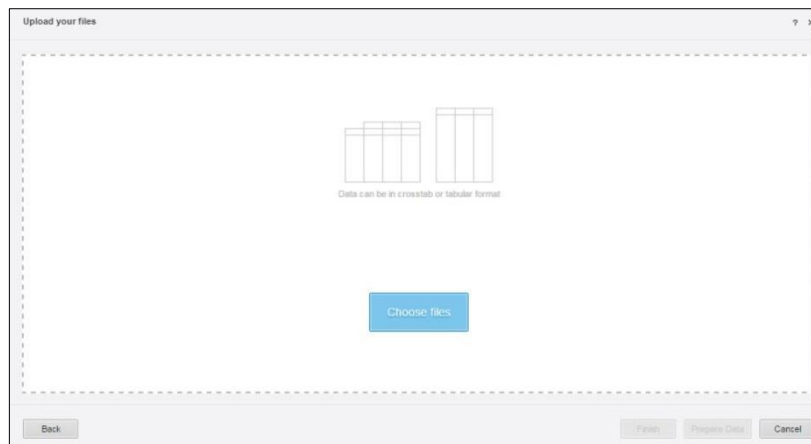 Upload your files
?
Data can be in crosstab or tabular format
Choose files
Back
Finish
Prepare Data
Cancel